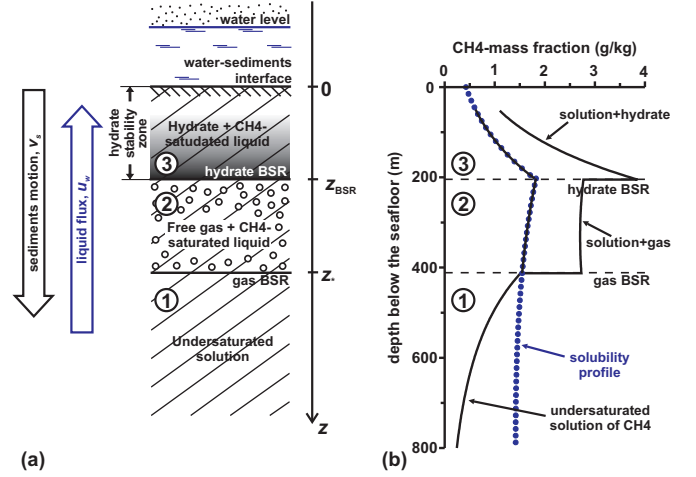 water level
water-sediments
interface
0
hydrate stability
zone
Hydrate + CH4-
satudated liquid
3
hydrate BSR
zBSR
2
Free gas + CH4-
saturated liquid
gas BSR
z*
1
Undersaturated
solution
z
sediments motion, vs
liquid flux, uw
(a)
CH4-mass fraction (g/kg)
0 1 2 3 4
0
200
400
600
800
depth below the seafloor (m)
solution+hydrate
3
hydrate BSR
2
solution+gas
gas BSR
1
solubility
profile
undersaturated
solution of CH4
(b)